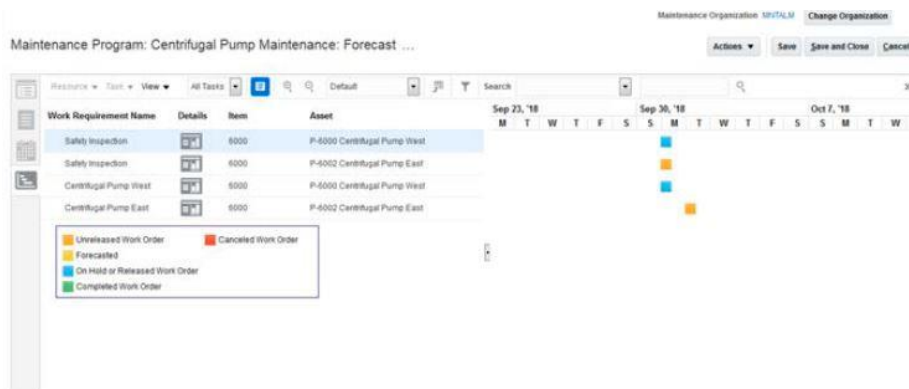 Maintenance Organization MNTALM Change Organization
Maintenance Program: Centrifugal Pump Maintenance: Forecast ...
Actions Save Save and Close Cancel
Resource Task View All Tasks Default Search
Sep 23, '18 Sep 30, '18 Oct 7, '18
Work Requirement Name Details Item Asset M T W T F S S M T W T F S S M T W
Safety Inspection 6000 P-6000 Centrifugal Pump West
Safety Inspection 6000 P-6002 Centrifugal Pump East
Centrifugal Pump West 6000 P-6000 Centrifugal Pump West
Centrifugal Pump East 6000 P-6002 Centrifugal Pump East
Unreleased Work Order Canceled Work Order
Forecasted
On Hold or Released Work Order
Completed Work Order